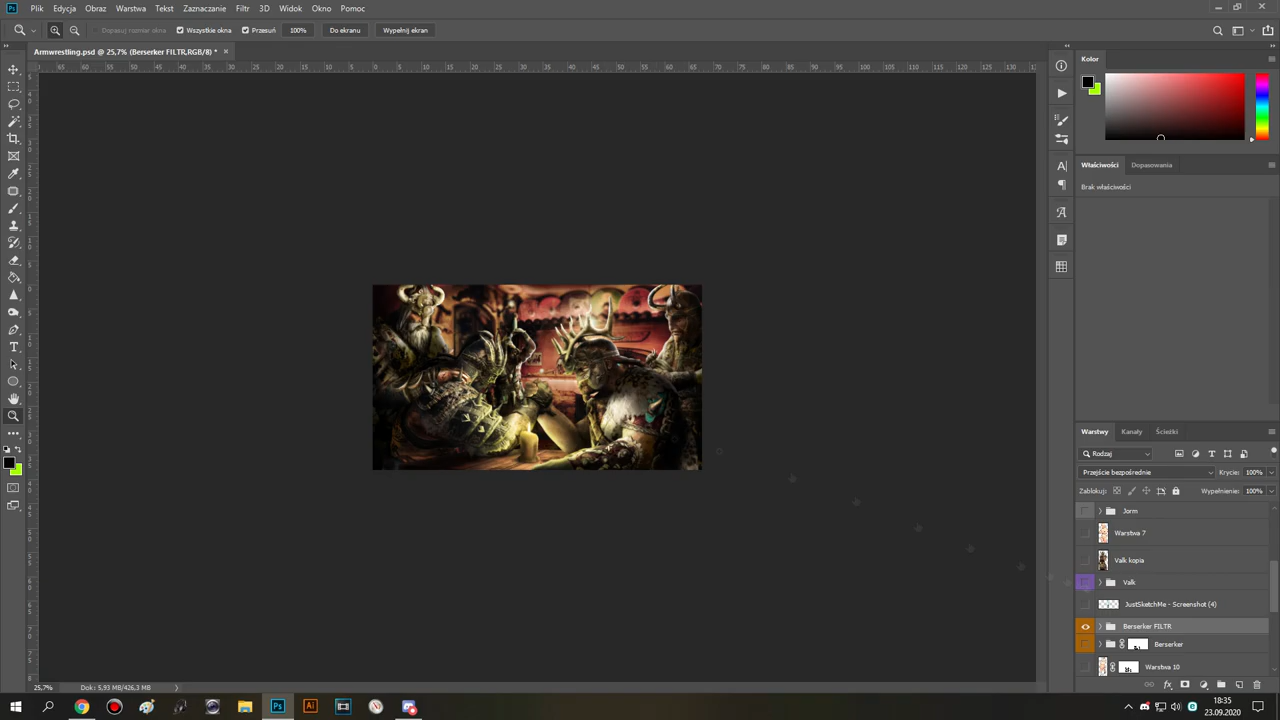 Plik Edycja Obraz Warstwa Tekst Zaznaczanie Filtr 3D Widok Okno Pomoc
Dopasuj rozmiar okna Wszystkie okna Przesuń 100% Do ekranu Wypełnij ekran
Armwrestling.psd @ 25,7% (Berserker FILTR,RGB/8) *
Kolor
Właściwości Dopasowania
Brak właściwości
Warstwy Kanały Ścieżki
Rodzaj
Przejście bezpośrednie Krycie: 100%
Zablokuj: Wypełnienie: 100%
Jorm
Warstwa 7
Valk kopia
Valk
JustSketchMe - Screenshot (4)
Berserker FILTR
Berserker
Warstwa 10
25,7% Dok: 5,93 MB/426,3 MB
18:35
23.09.2020